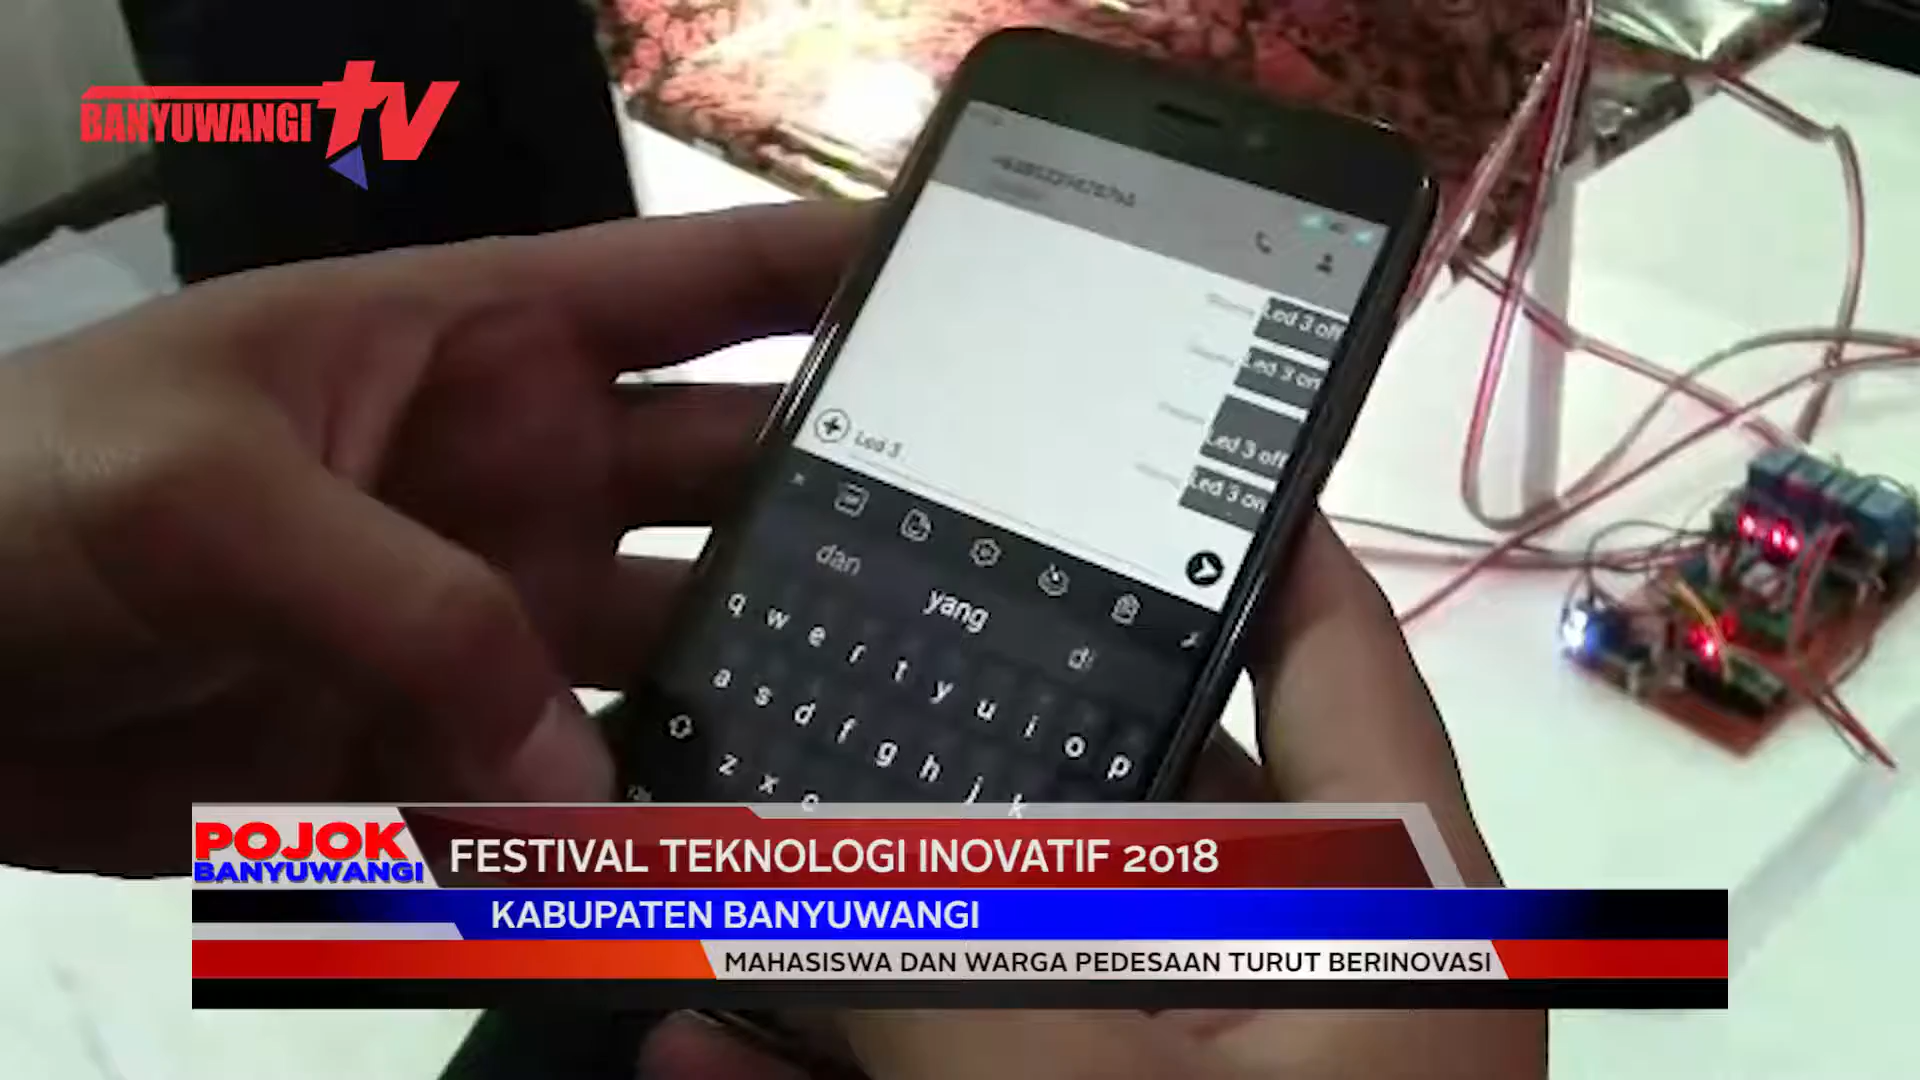 BANYUWANGI TV
Led 3 off
Led 3 on
Led 3 off
Led 3 on
Led 3
dan yang di
q w e r t y u i o p
a s d f g h j k
z x c
POJOK
BANYUWANGI
FESTIVAL TEKNOLOGI INOVATIF 2018
KABUPATEN BANYUWANGI
MAHASISWA DAN WARGA PEDESAAN TURUT BERINOVASI